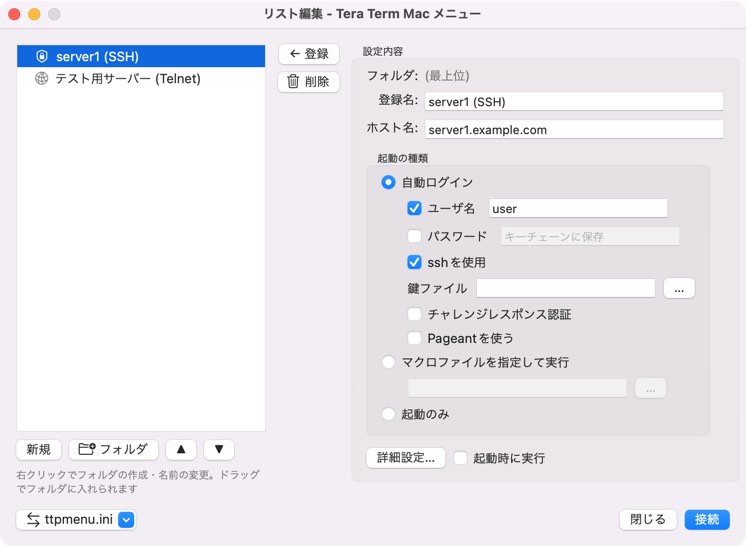 リスト編集 - Tera Term Mac メニュー
server1 (SSH)
テスト用サーバー (Telnet)
← 登録
削除
設定内容
フォルダ: (最上位)
登録名: server1 (SSH)
ホスト名: server1.example.com
起動の種類
自動ログイン
ユーザ名 user
パスワード キーチェーンに保存
sshを使用
鍵ファイル ...
チャレンジレスポンス認証
Pageantを使う
マクロファイルを指定して実行
...
起動のみ
詳細設定... 起動時に実行
新規 フォルダ ▲ ▼
右クリックでフォルダの作成・名前の変更。ドラッグ
でフォルダに入れられます
ttpmenu.ini
閉じる 接続